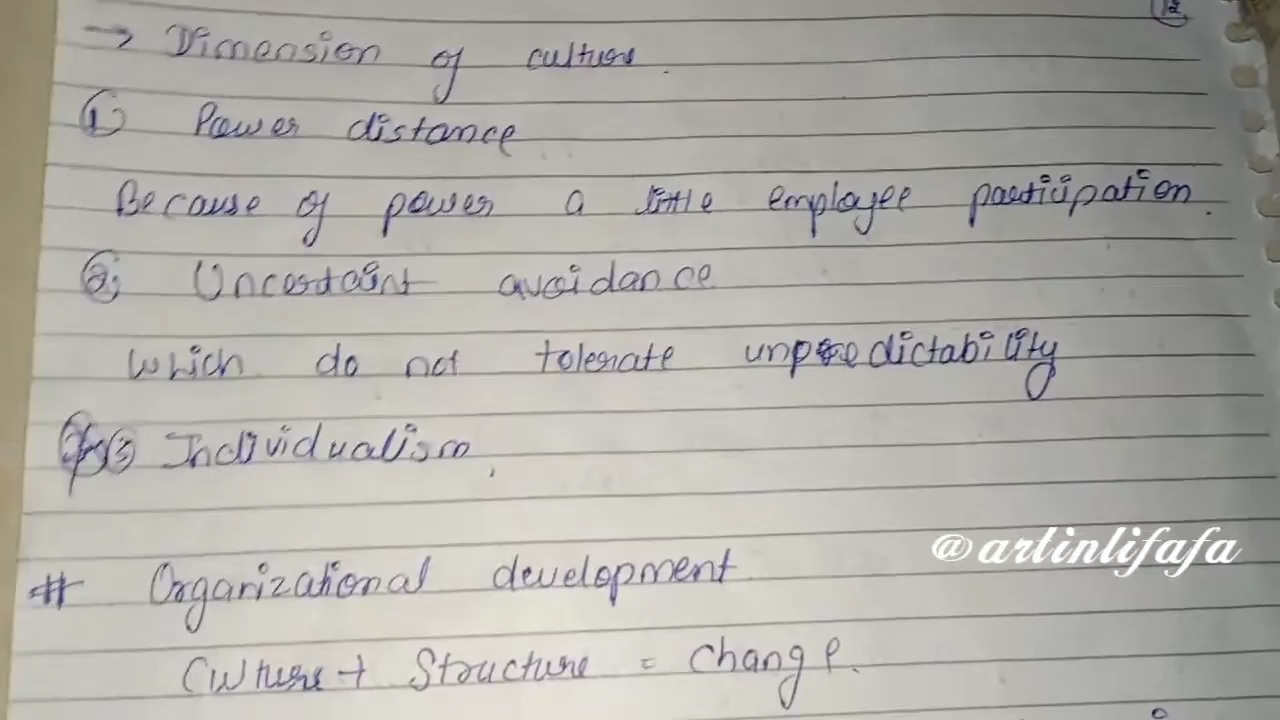 → Dimension of culture.
① Power distance
Because of power a little employee participation.
② Uncertaint avoidance
which do not tolerate unpredictability
③ Individualism.
@artinlifafa
# Organizational development
Culture + Structure = Change.